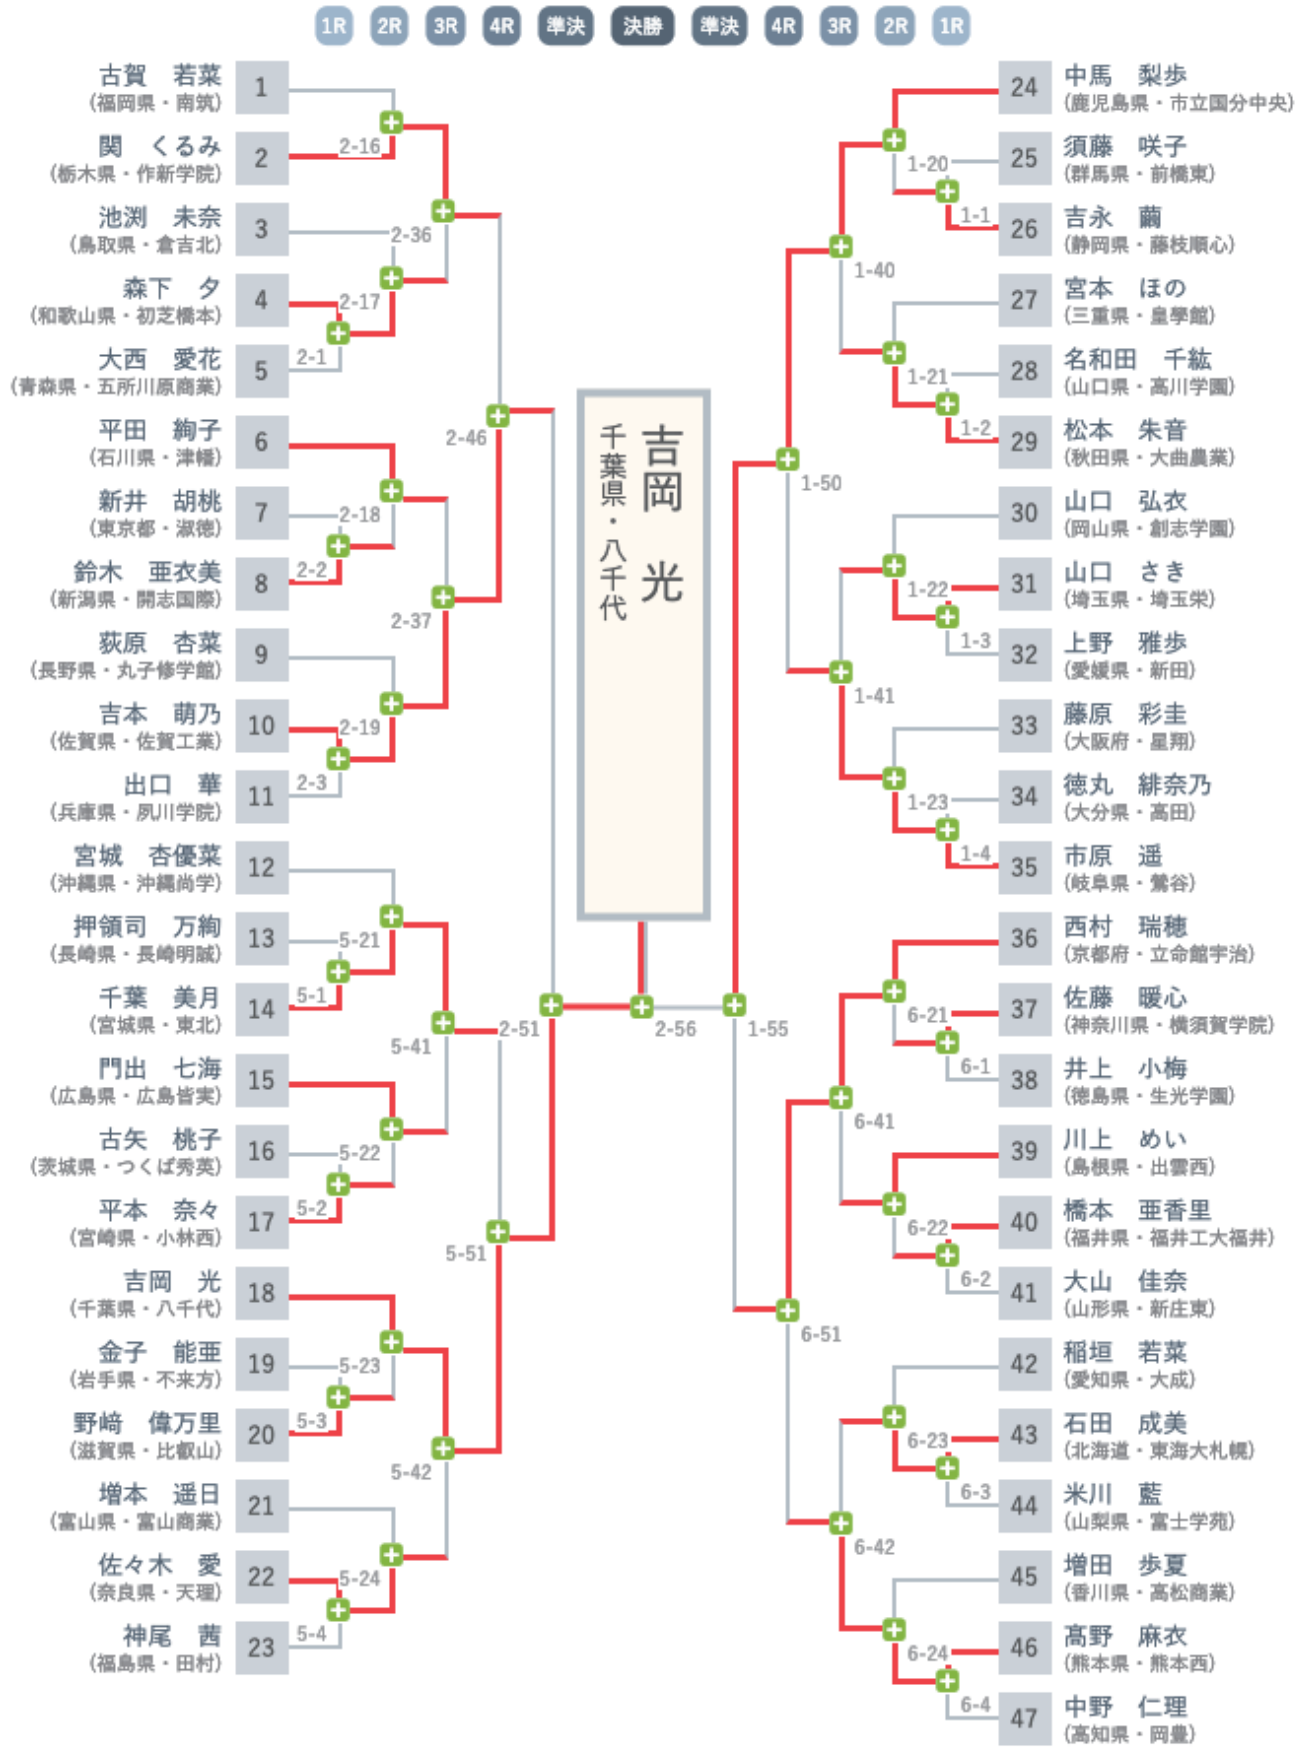 1R 2R 3R 4R 準決 決勝 準決 4R 3R 2R 1R
古賀 若菜 1
(福岡県・南筑)
関 くるみ 2
(栃木県・作新学院)
池渕 未奈 3
(鳥取県・倉吉北)
森下 夕 4
(和歌山県・初芝橋本)
大西 愛花 5
(青森県・五所川原商業)
平田 絢子 6
(石川県・津幡)
新井 胡桃 7
(東京都・淑徳)
鈴木 亜衣美 8
(新潟県・開志国際)
荻原 杏菜 9
(長野県・丸子修学館)
吉本 萌乃 10
(佐賀県・佐賀工業)
出口 華 11
(兵庫県・夙川学院)
宮城 杏優菜 12
(沖縄県・沖縄尚学)
押領司 万絢 13
(長崎県・長崎明誠)
千葉 美月 14
(宮城県・東北)
門出 七海 15
(広島県・広島皆実)
古矢 桃子 16
(茨城県・つくば秀英)
平本 奈々 17
(宮崎県・小林西)
吉岡 光 18
(千葉県・八千代)
金子 能亜 19
(岩手県・不来方)
野﨑 偉万里 20
(滋賀県・比叡山)
増本 遥日 21
(富山県・富山商業)
佐々木 愛 22
(奈良県・天理)
神尾 茜 23
(福島県・田村)
2-16
2-36
2-17
2-1
2-46
2-18
2-2
2-37
2-19
2-3
5-21
5-1
5-41
2-51
5-22
5-2
5-51
5-23
5-3
5-42
5-24
5-4
吉岡 光
千葉県・八千代
2-56
1-55
1-20
1-1
1-40
1-21
1-2
1-50
1-22
1-3
1-41
1-23
1-4
6-21
6-1
6-41
6-22
6-2
6-51
6-23
6-3
6-42
6-24
6-4
24 中馬 梨歩
(鹿児島県・市立国分中央)
25 須藤 咲子
(群馬県・前橋東)
26 吉永 繭
(静岡県・藤枝順心)
27 宮本 ほの
(三重県・皇學館)
28 名和田 千紘
(山口県・高川学園)
29 松本 朱音
(秋田県・大曲農業)
30 山口 弘衣
(岡山県・創志学園)
31 山口 さき
(埼玉県・埼玉栄)
32 上野 雅歩
(愛媛県・新田)
33 藤原 彩圭
(大阪府・星翔)
34 徳丸 緋奈乃
(大分県・高田)
35 市原 遥
(岐阜県・鶯谷)
36 西村 瑞穂
(京都府・立命館宇治)
37 佐藤 暖心
(神奈川県・横須賀学院)
38 井上 小梅
(徳島県・生光学園)
39 川上 めい
(島根県・出雲西)
40 橋本 亜香里
(福井県・福井工大福井)
41 大山 佳奈
(山形県・新庄東)
42 稲垣 若菜
(愛知県・大成)
43 石田 成美
(北海道・東海大札幌)
44 米川 藍
(山梨県・富士学苑)
45 増田 歩夏
(香川県・高松商業)
46 髙野 麻衣
(熊本県・熊本西)
47 中野 仁理
(高知県・岡豊)